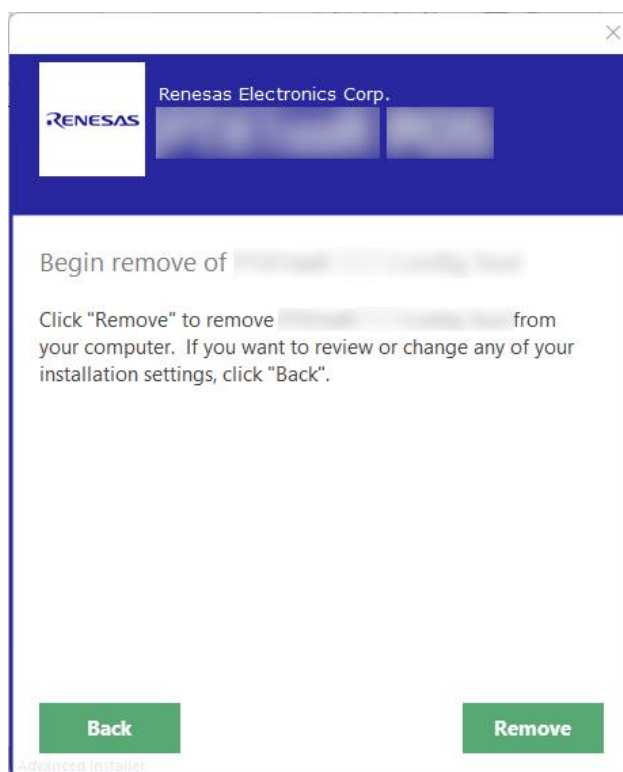 RENESAS
Renesas Electronics Corp.
Begin remove of
Click "Remove" to remove from
your computer. If you want to review or change any of your
installation settings, click "Back".
Back
Remove
Advanced Installer